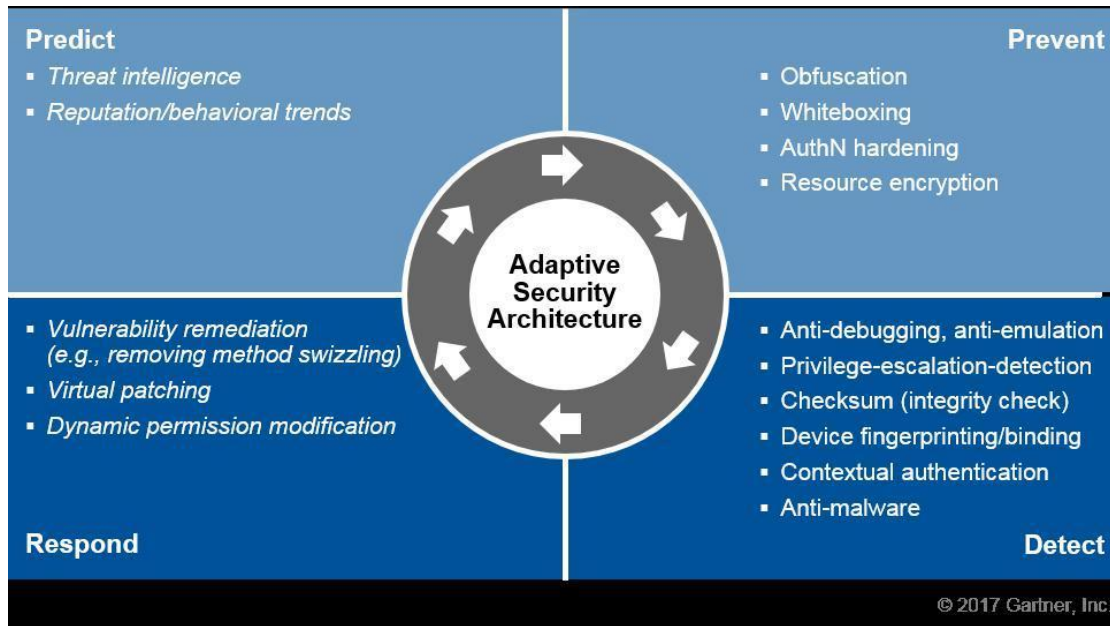 Predict
▪ Threat intelligence
▪ Reputation/behavioral trends
Prevent
▪ Obfuscation
▪ Whiteboxing
▪ AuthN hardening
▪ Resource encryption
Adaptive
Security
Architecture
▪ Vulnerability remediation
(e.g., removing method swizzling)
▪ Virtual patching
▪ Dynamic permission modification
Respond
▪ Anti-debugging, anti-emulation
▪ Privilege-escalation-detection
▪ Checksum (integrity check)
▪ Device fingerprinting/binding
▪ Contextual authentication
▪ Anti-malware
Detect
© 2017 Gartner, Inc.